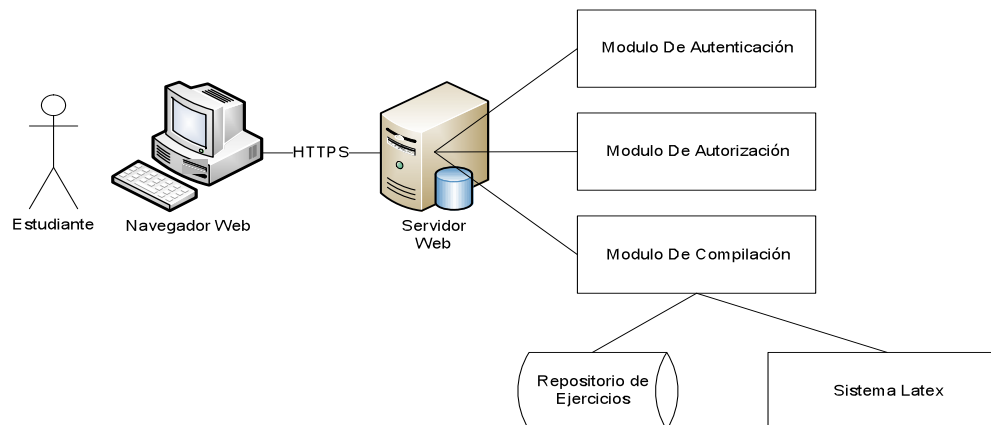 Modulo De Autenticación
HTTPS
Modulo De Autorización
Estudiante
Navegador Web
Servidor
Web
Modulo De Compilación
Repositorio de
Ejercicios
Sistema Latex